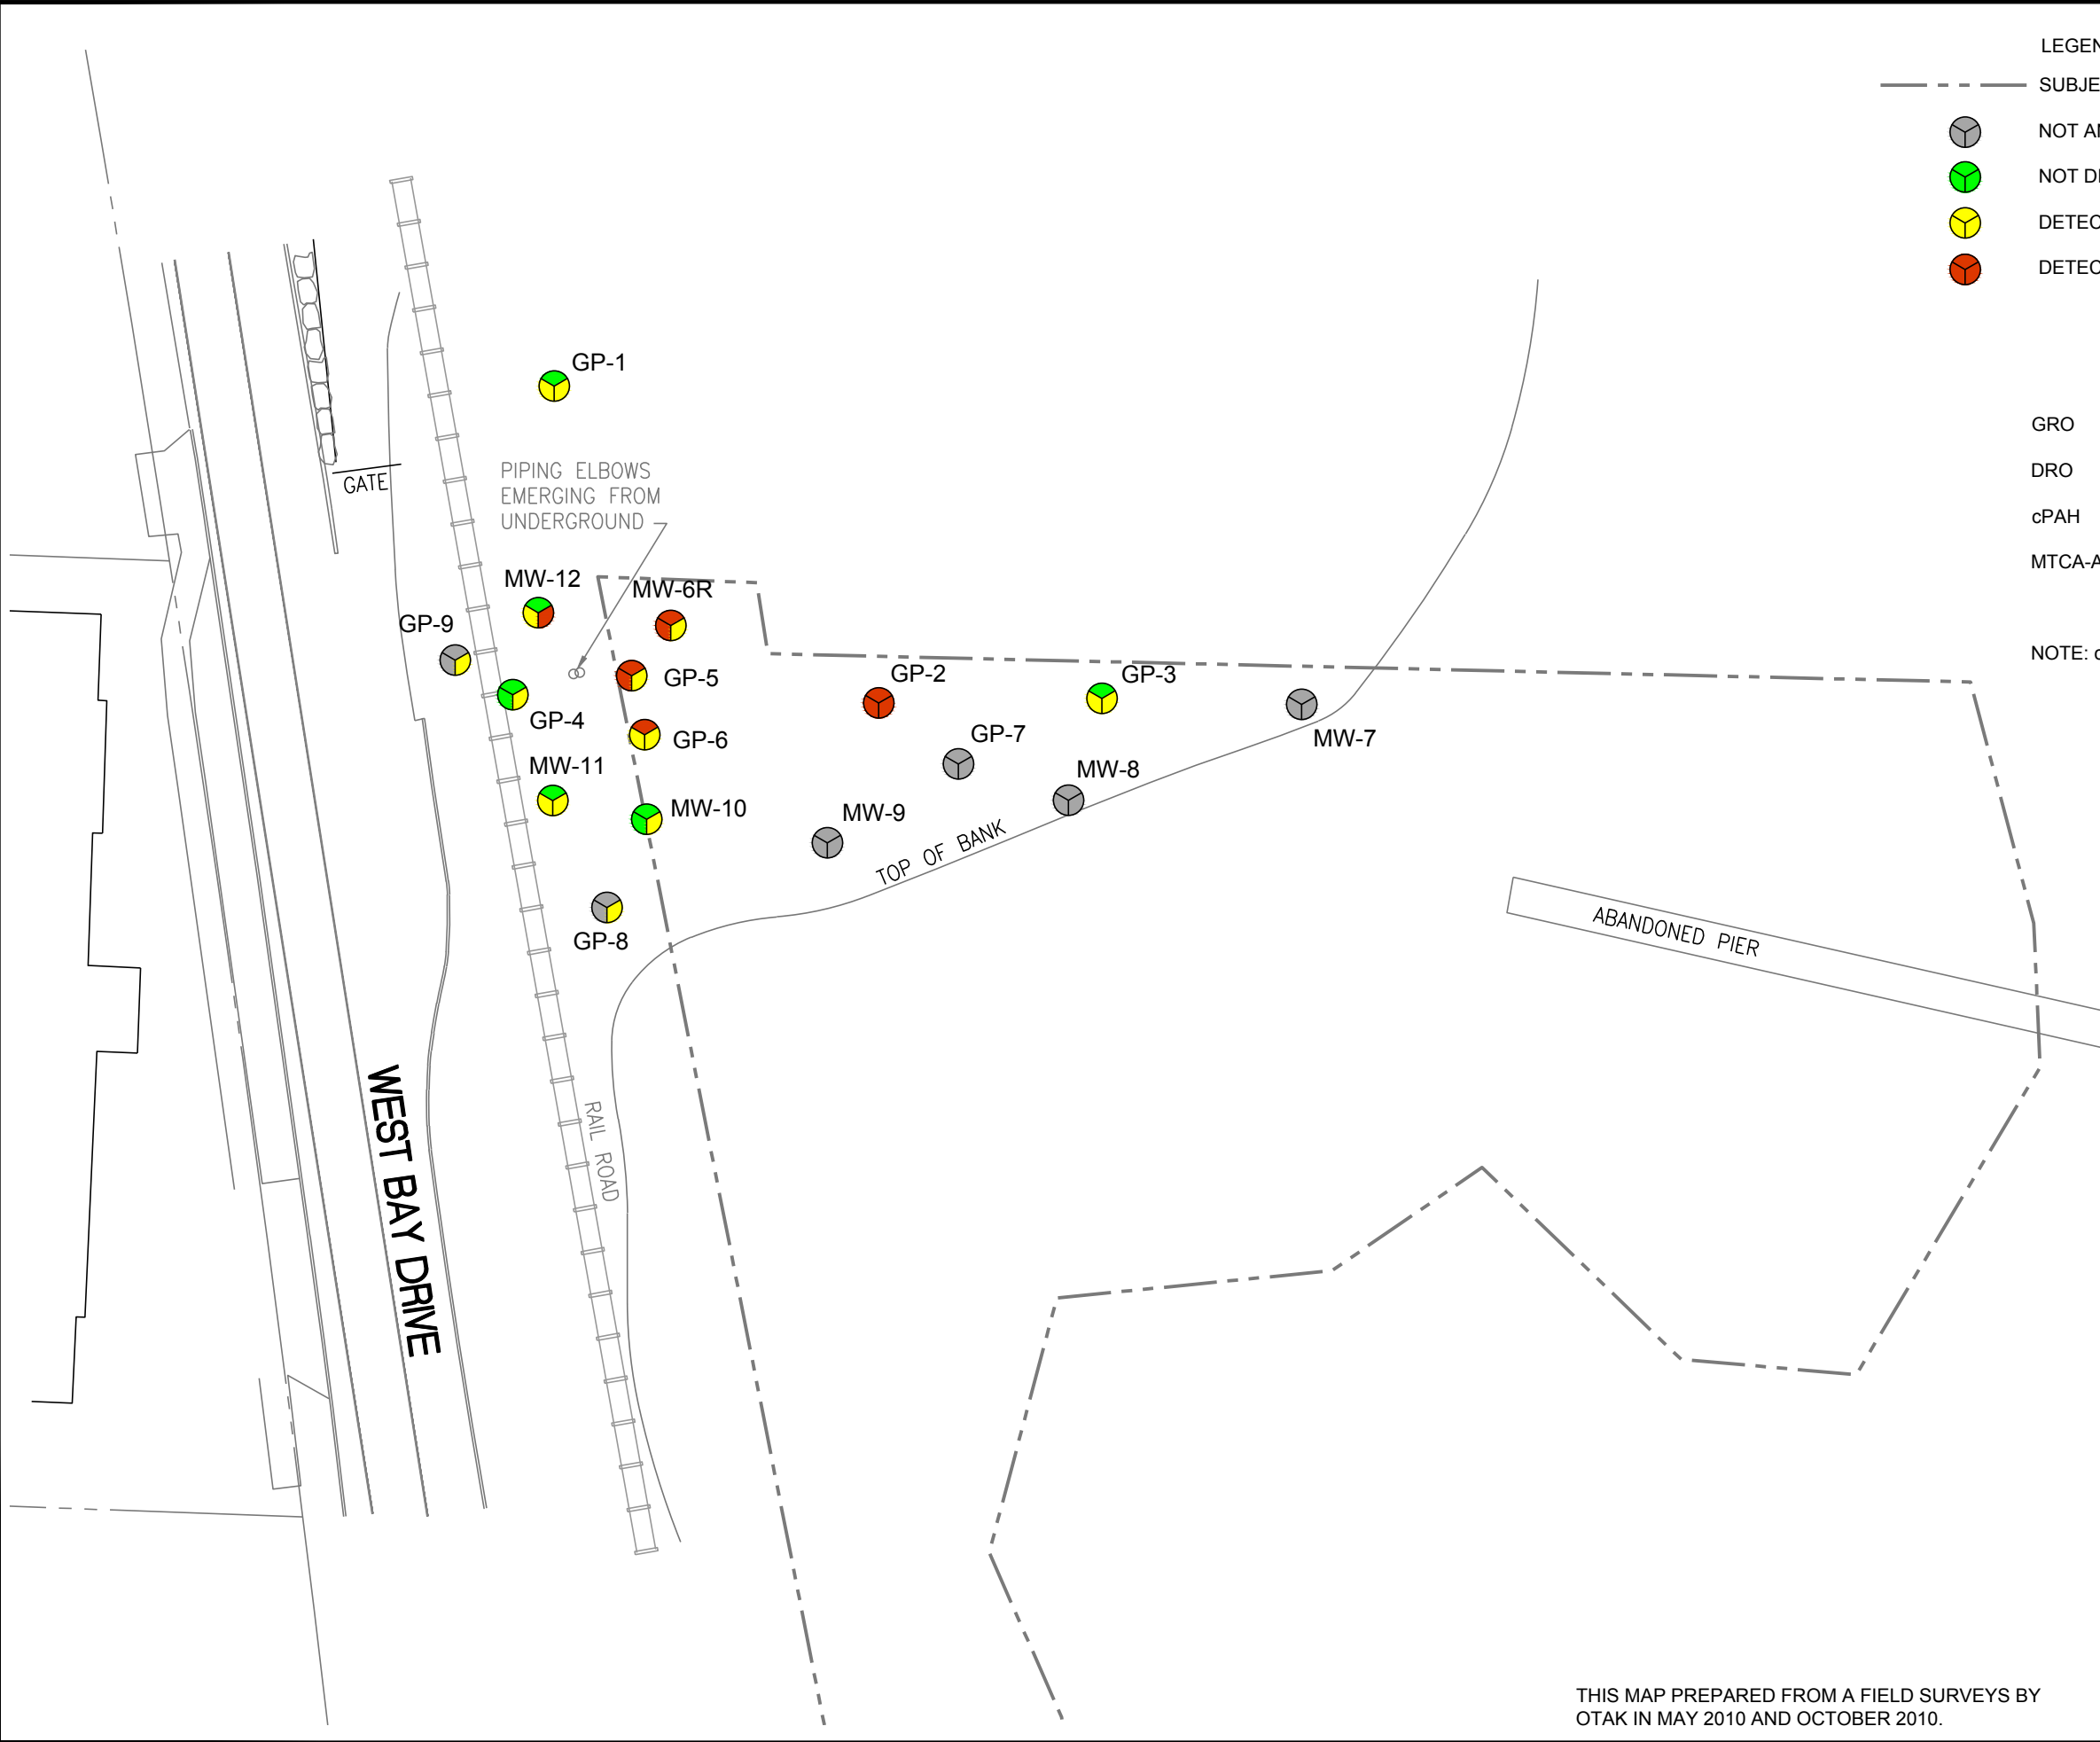 LEGEN
SUBJE
NOT A
NOT D
DETEC
DETEC
GRO
DRO
cPAH
MTCA-A
NOTE: c
GP-1
PIPING ELBOWS
EMERGING FROM
UNDERGROUND
GATE
MW-12
MW-6R
GP-9
GP-5
GP-2
GP-3
GP-4
GP-6
GP-7
MW-7
MW-11
MW-8
MW-10
MW-9
TOP OF BANK
GP-8
ABANDONED PIER
WEST BAY DRIVE
RAIL ROAD
THIS MAP PREPARED FROM A FIELD SURVEYS BY
OTAK IN MAY 2010 AND OCTOBER 2010.